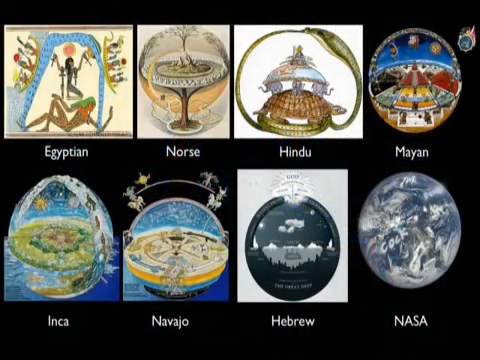 Egyptian
Norse
Hindu
Mayan
GOD
THE GREAT DEEP
Inca
Navajo
Hebrew
NASA